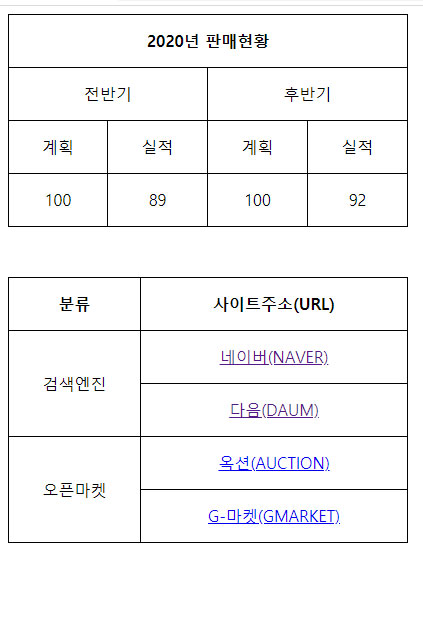 2020년 판매현황
전반기 후반기
계획 실적 계획 실적
100 89 100 92
분류 사이트주소(URL)
검색엔진
네이버(NAVER)
다음(DAUM)
오픈마켓
옥션(AUCTION)
G-마켓(GMARKET)